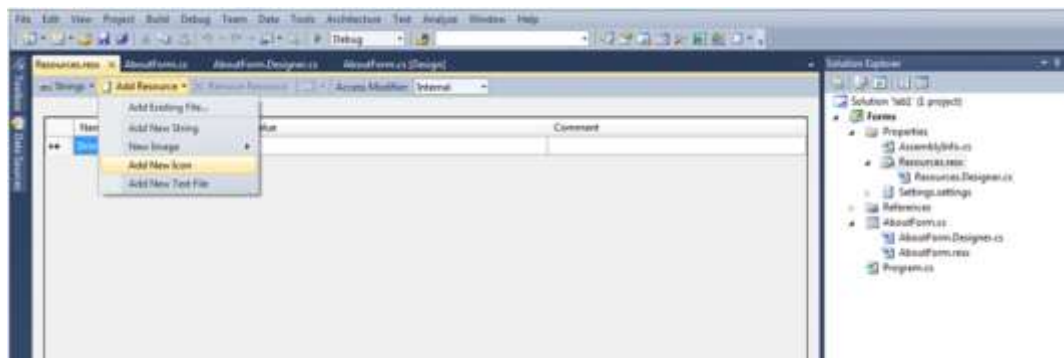 File Edit View Project Build Debug Team Data Tools Architecture Test Analyze Window Help
Debug
Resources.resx AboutForm.cs AboutForm.Designer.cs AboutForm.cs [Design]
Strings Add Resource Remove Resource Access Modifier: Internal
Add Existing File...
Comment
Add New String
New Image
Add New Icon
Add New Text File
Toolbox
Data Sources
Solution Explorer
Solution 'lab2' (1 project)
Forms
Properties
AssemblyInfo.cs
Resources.resx
Resources.Designer.cs
Settings.settings
References
AboutForm.cs
AboutForm.Designer.cs
AboutForm.resx
Program.cs